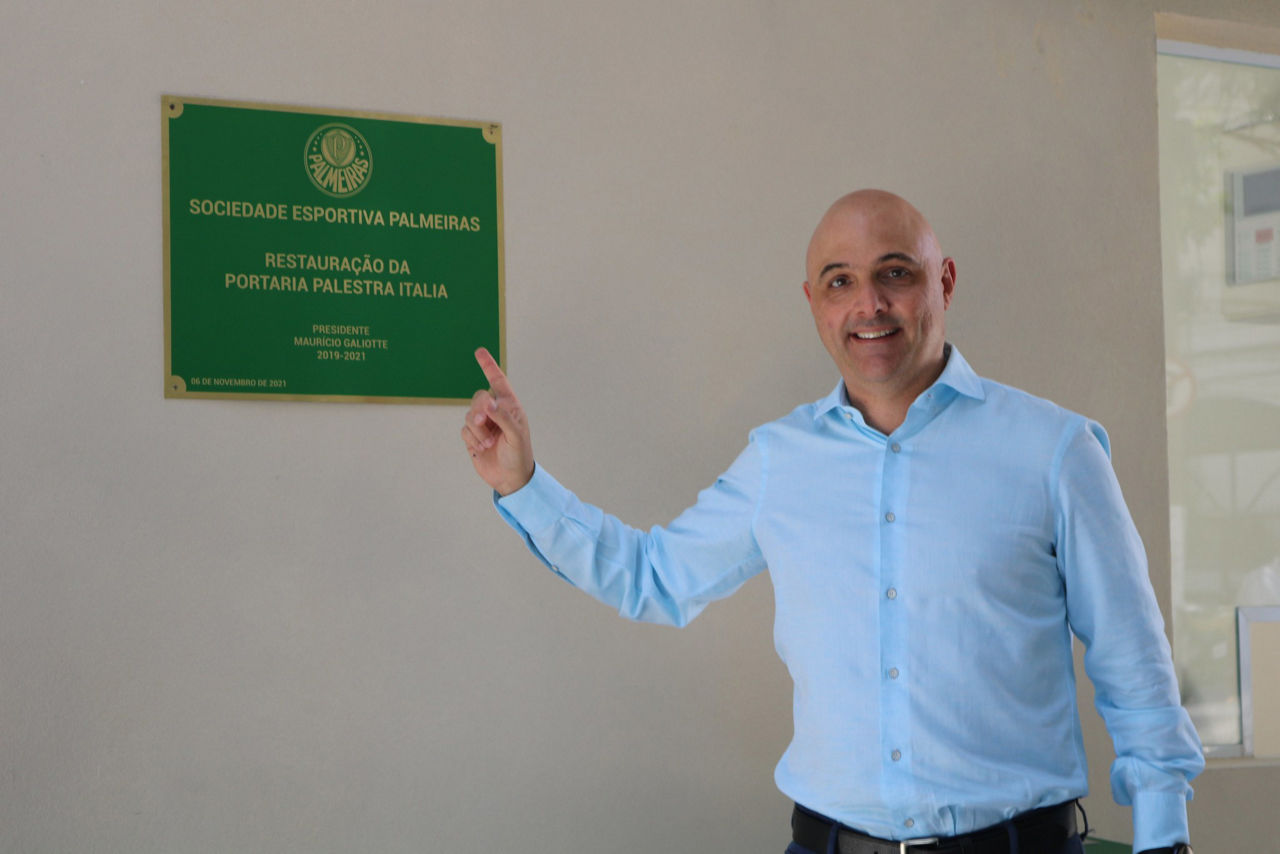 PALMEIRAS
SOCIEDADE ESPORTIVA PALMEIRAS
RESTAURAÇÃO DA
PORTARIA PALESTRA ITALIA
PRESIDENTE
MAURÍCIO GALIOTTE
2019-2021
06 DE NOVEMBRO DE 2021